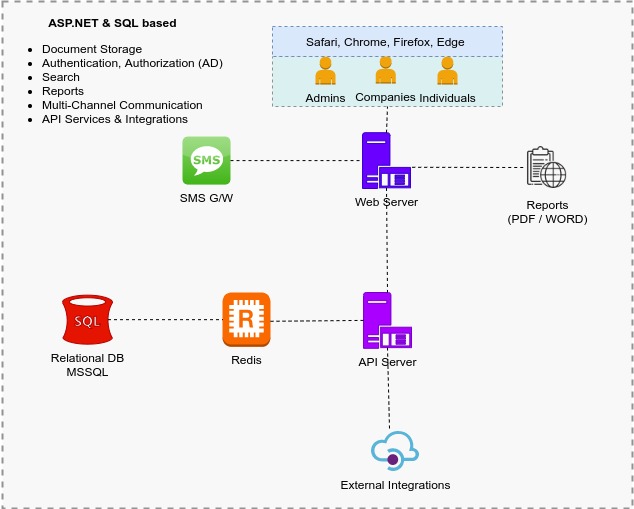 ASP.NET & SQL based
Document Storage
Authentication, Authorization (AD)
Search
Reports
Multi-Channel Communication
API Services & Integrations
Safari, Chrome, Firefox, Edge
Admins
Companies
Individuals
SMS
SMS G/W
Web Server
Reports
(PDF / WORD)
SQL
Relational DB
MSSQL
R
Redis
API Server
External Integrations